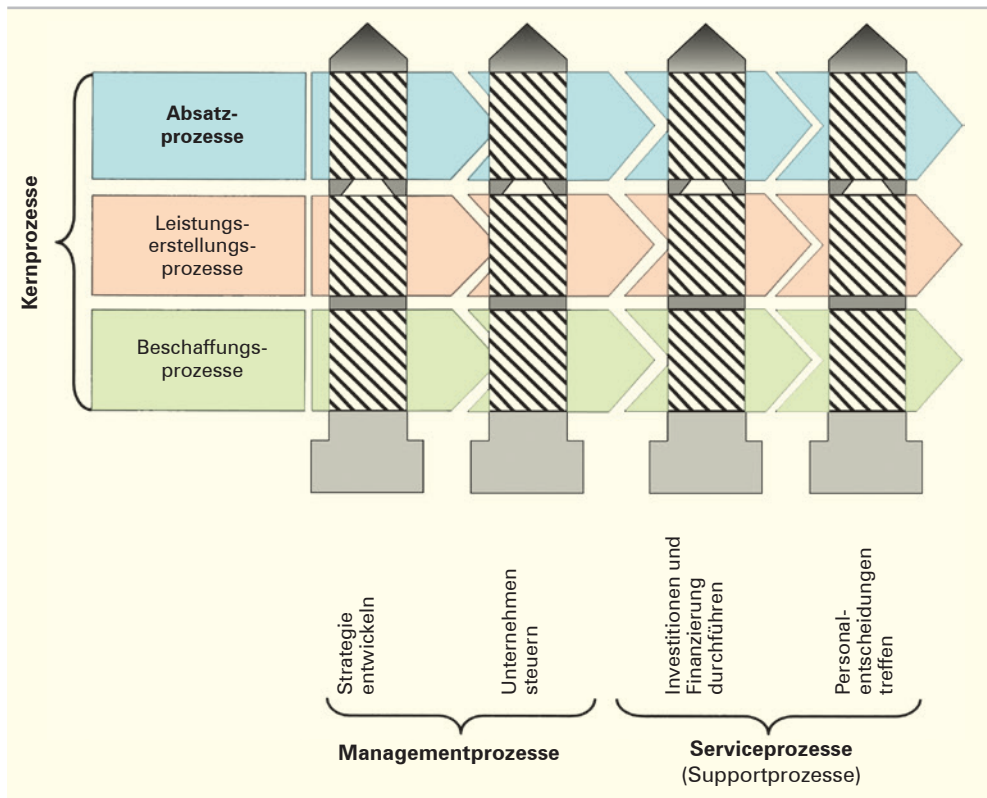 Kernprozesse
Absatz-
prozesse
Leistungs-
erstellungs-
prozesse
Beschaffungs-
prozesse
Strategie
entwickeln
Unternehmen
steuern
Investitionen und
Finanzierung
durchführen
Personal-
entscheidungen
treffen
Managementprozesse
Serviceprozesse
(Supportprozesse)